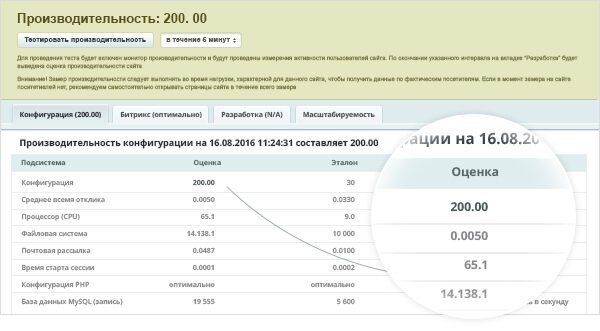 Производительность: 200. 00
Тестировать производительность в течение 5 минут
Для проведения теста будет включен монитор производительности и будут проведены измерения активности пользователей сайта. По окончании указанного интервала на вкладке "Разработка" будет
выведена оценка производительности сайта
Внимание! Замер производительности следует выполнять во время нагрузки, характерной для данного сайта, чтобы получить данные по фактическим посетителям. Если в момент замера на сайте
посетителей нет, рекомендуем самостоятельно открывать страницы сайта в течение всего замера
Конфигурация (200.00) Битрикс (оптимально) Разработка (N/A) Масштабируемость
Производительность конфигурации на 16.08.2016 11:24:31 составляет 200.00
Подсистема Оценка Эталон
Конфигурация 200.00 30
Среднее всемя отклика 0.0050 0.0330
Процессор (CPU) 65.1 9.0
Файловая система 14.138.1 10 000
Почтовая рассылка 0.0487 0.0100
Время старта сессии 0.0001 0.0002
Конфигурация PHP оптимально оптимально
База данных MySQL (запись) 19 555 5 600 в секунду
рации на 16.08.20
Оценка
200.00
0.0050
65.1
14.138.1